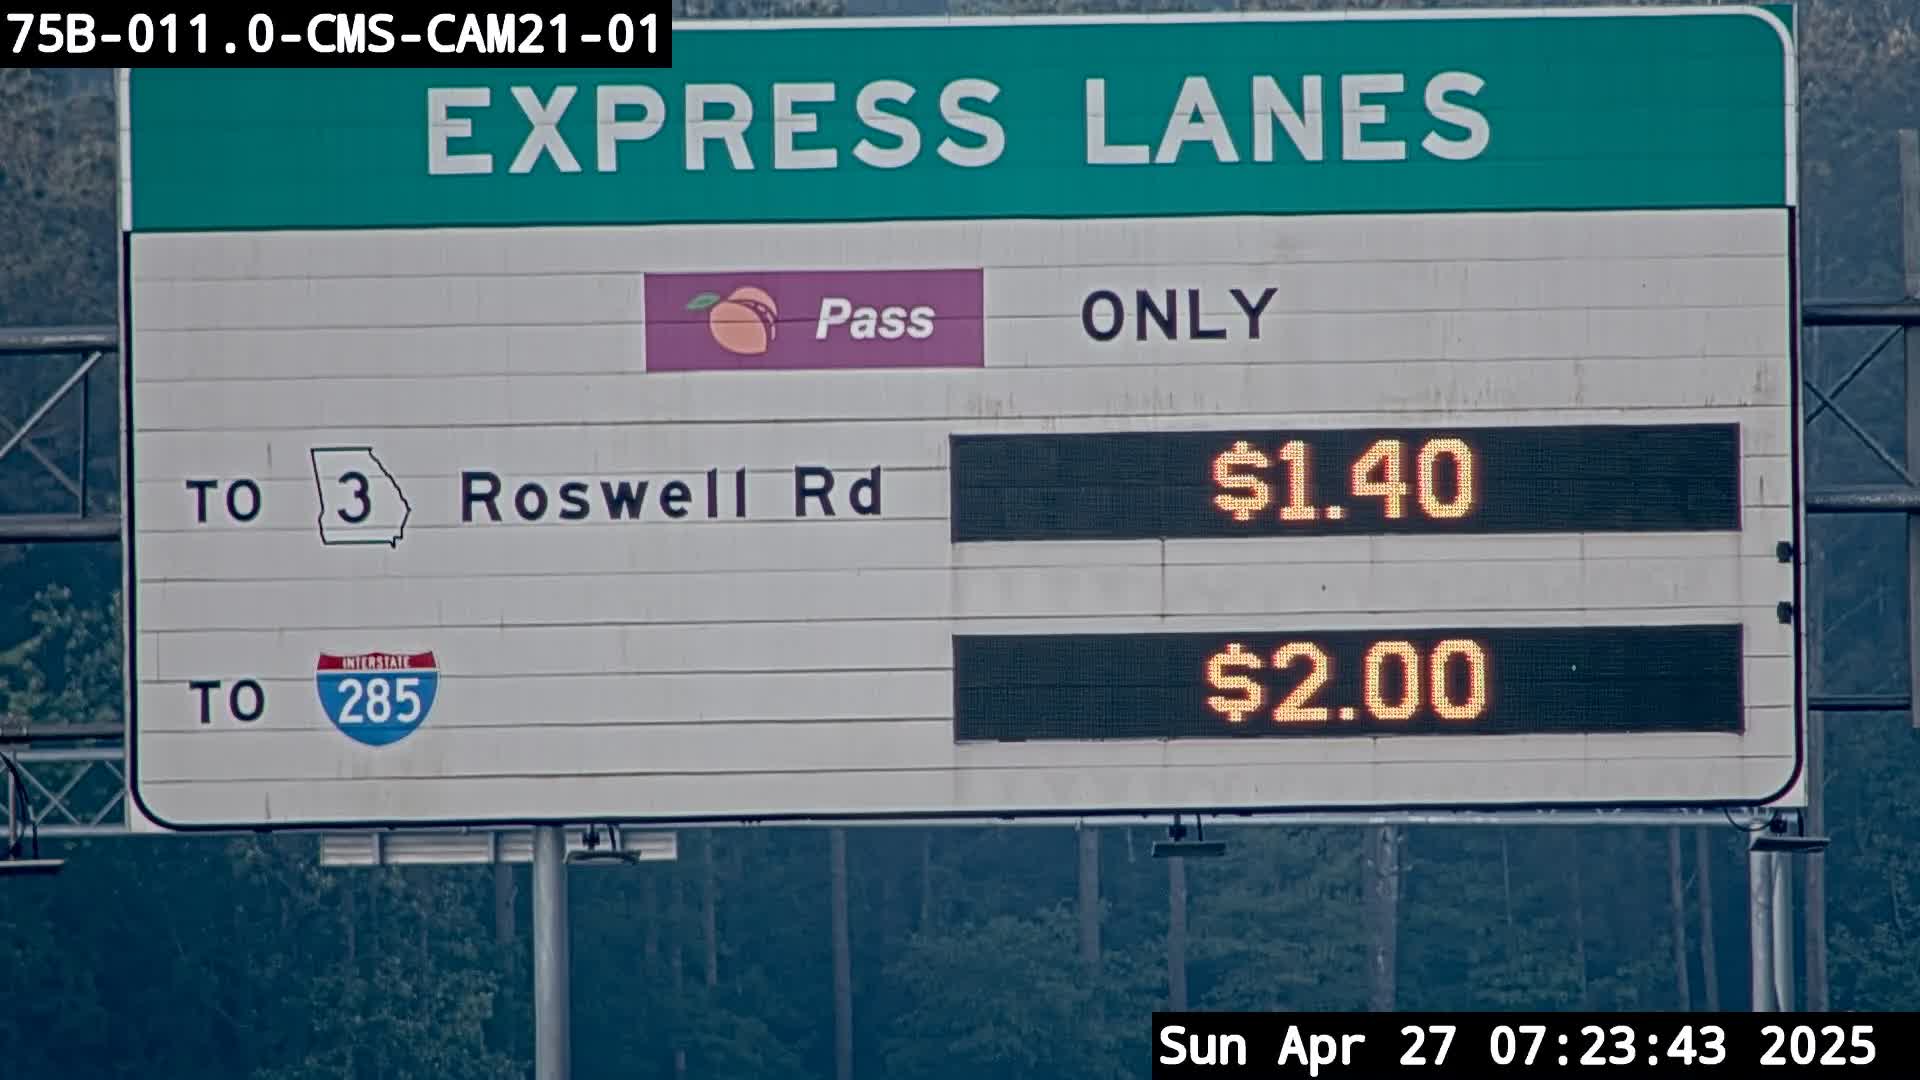 75B-011.0-CMS-CAM21-01
EXPRESS LANES
Pass ONLY
TO 3 Roswell Rd $1.40
TO INTERSTATE 285 $2.00
Sun Apr 27 07:23:43 2025